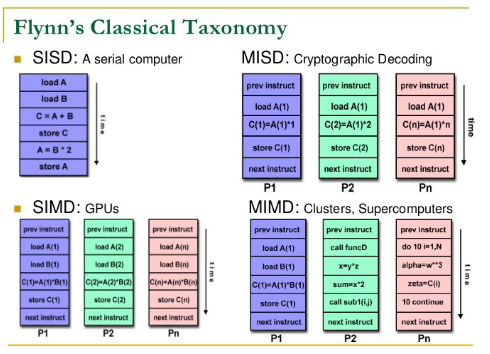 Flynn's Classical Taxonomy
SISD: A serial computer
load A
load B
C = A + B
store C
A = B * 2
store A
time
MISD: Cryptographic Decoding
prev instruct
load A(1)
C(1)=A(1)*1
store C(1)
next instruct
P1
prev instruct
load A(1)
C(2)=A(1)*2
store C(2)
next instruct
P2
prev instruct
load A(1)
C(n)=A(1)*n
store C(n)
next instruct
Pn
time
SIMD: GPUs
prev instruct
load A(1)
load B(1)
C(1)=A(1)*B(1)
store C(1)
next instruct
P1
prev instruct
load A(2)
load B(2)
C(2)=A(2)*B(2)
store C(2)
next instruct
P2
prev instruct
load A(n)
load B(n)
C(n)=A(n)*B(n)
store C(n)
next instruct
Pn
time
MIMD: Clusters, Supercomputers
prev instruct
load A(1)
load B(1)
C(1)=A(1)*B(1)
store C(1)
next instruct
P1
prev instruct
call funcD
x=y*z
sum=x*2
call sub1(i,j)
next instruct
P2
prev instruct
do 10 i=1,N
alpha=w**3
zeta=C(i)
10 continue
next instruct
Pn
time